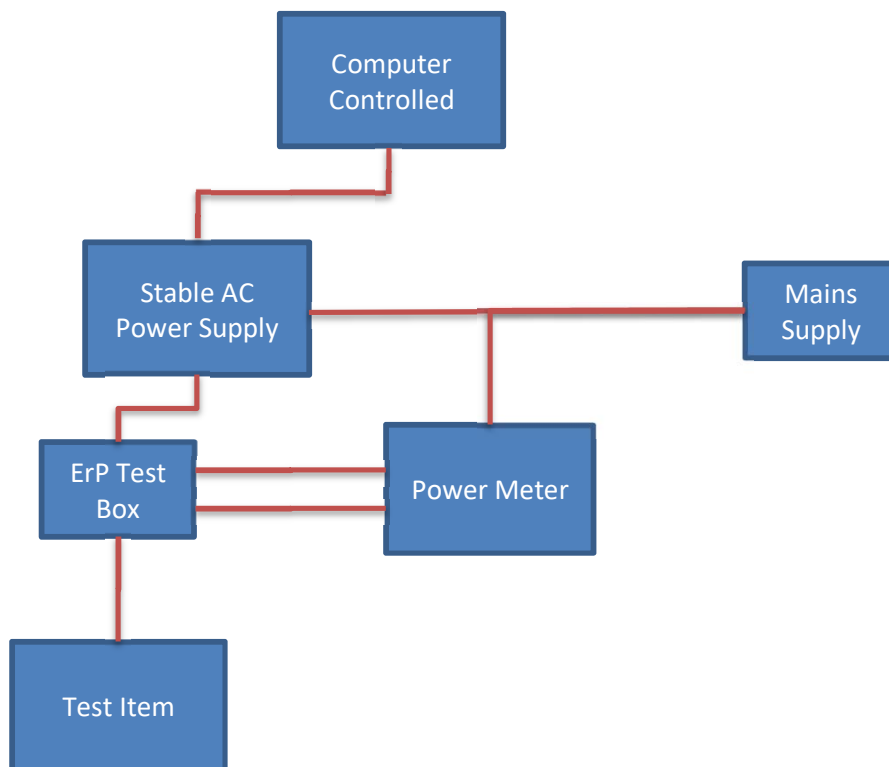 Computer
Controlled
Stable AC
Power Supply
Mains
Supply
ErP Test
Box
Power Meter
Test Item